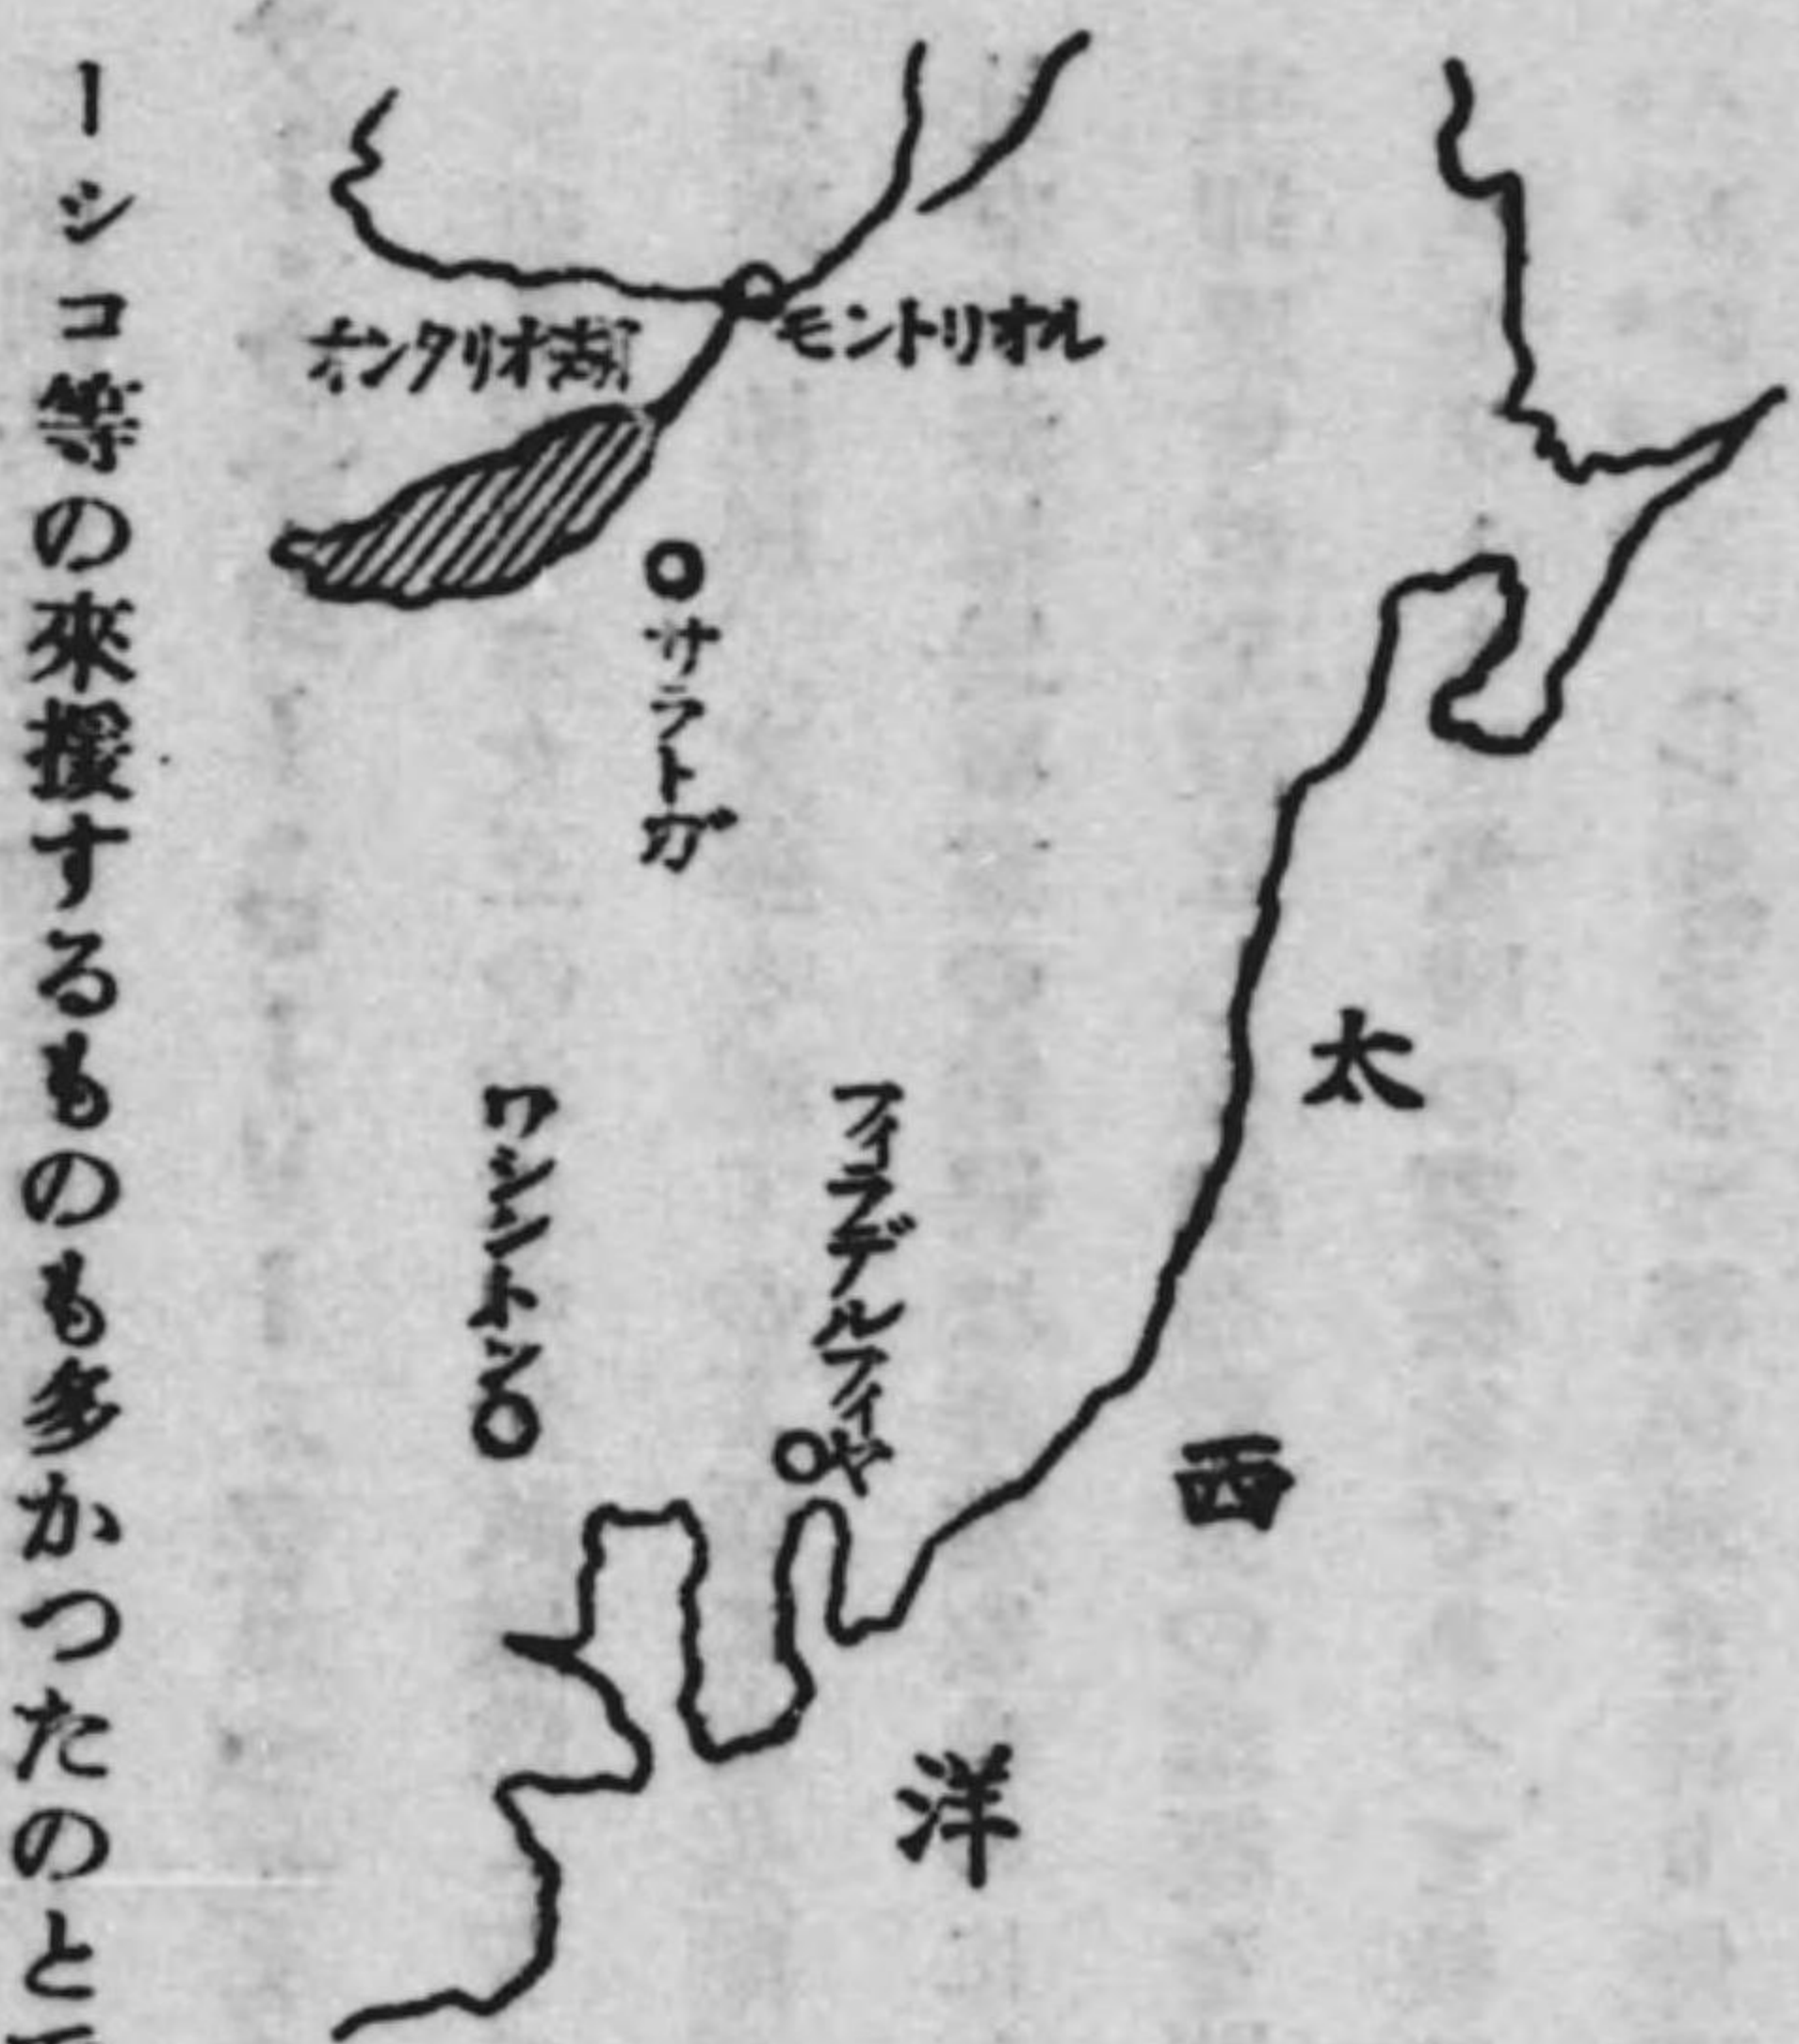 オンタリオ湖
モントリオル
サラトガ
ワシントン
フィラデルフィヤ
太西洋
ーシコ等の來援するものも多かつたのと